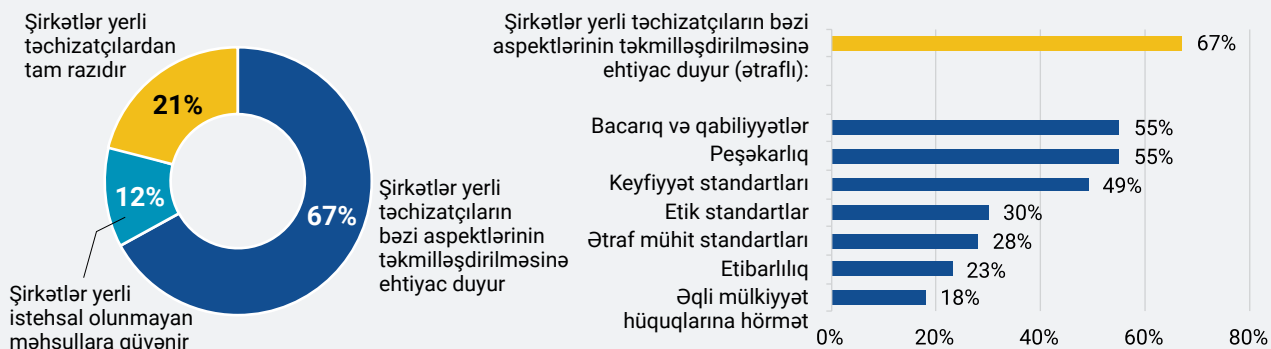 Şirkətlər yerli
təchizatçılardan
tam razıdır
21%
12%
67%
Şirkətlər yerli
təchizatçıların
bəzi aspektlərinin
təkmilləşdirilməsinə
ehtiyac duyur
Şirkətlər yerli
istehsal olunmayan
məhsullara güvənir
Şirkətlər yerli təchizatçıların bəzi
aspektlərinin təkmilləşdirilməsinə
ehtiyac duyur (ətraflı):
67%
Bacarıq və qabiliyyətlər
55%
Peşəkarlıq
55%
Keyfiyyət standartları
49%
Etik standartlar
30%
Ətraf mühit standartları
28%
Etibarlılıq
23%
Əqli mülkiyyət
hüquqlarına hörmət
18%
0%
20%
40%
60%
80%